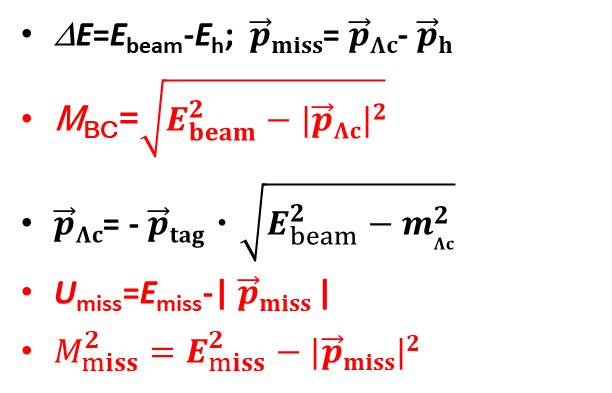 • ΔE=E_beam-E_h; p⃗_miss= p⃗_Λc- p⃗_h
• M_BC=√(E²_beam − |p⃗_Λc|²)
• p⃗_Λc= - p⃗_tag · √(E²_beam − m²_Λc)
• U_miss=E_miss-| p⃗_miss |
• M²_miss = E²_miss − |p⃗_miss|²